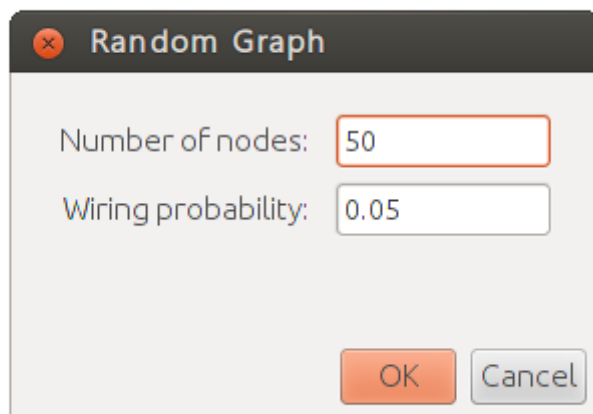 Random Graph
Number of nodes: 50
Wiring probability: 0.05
OK Cancel